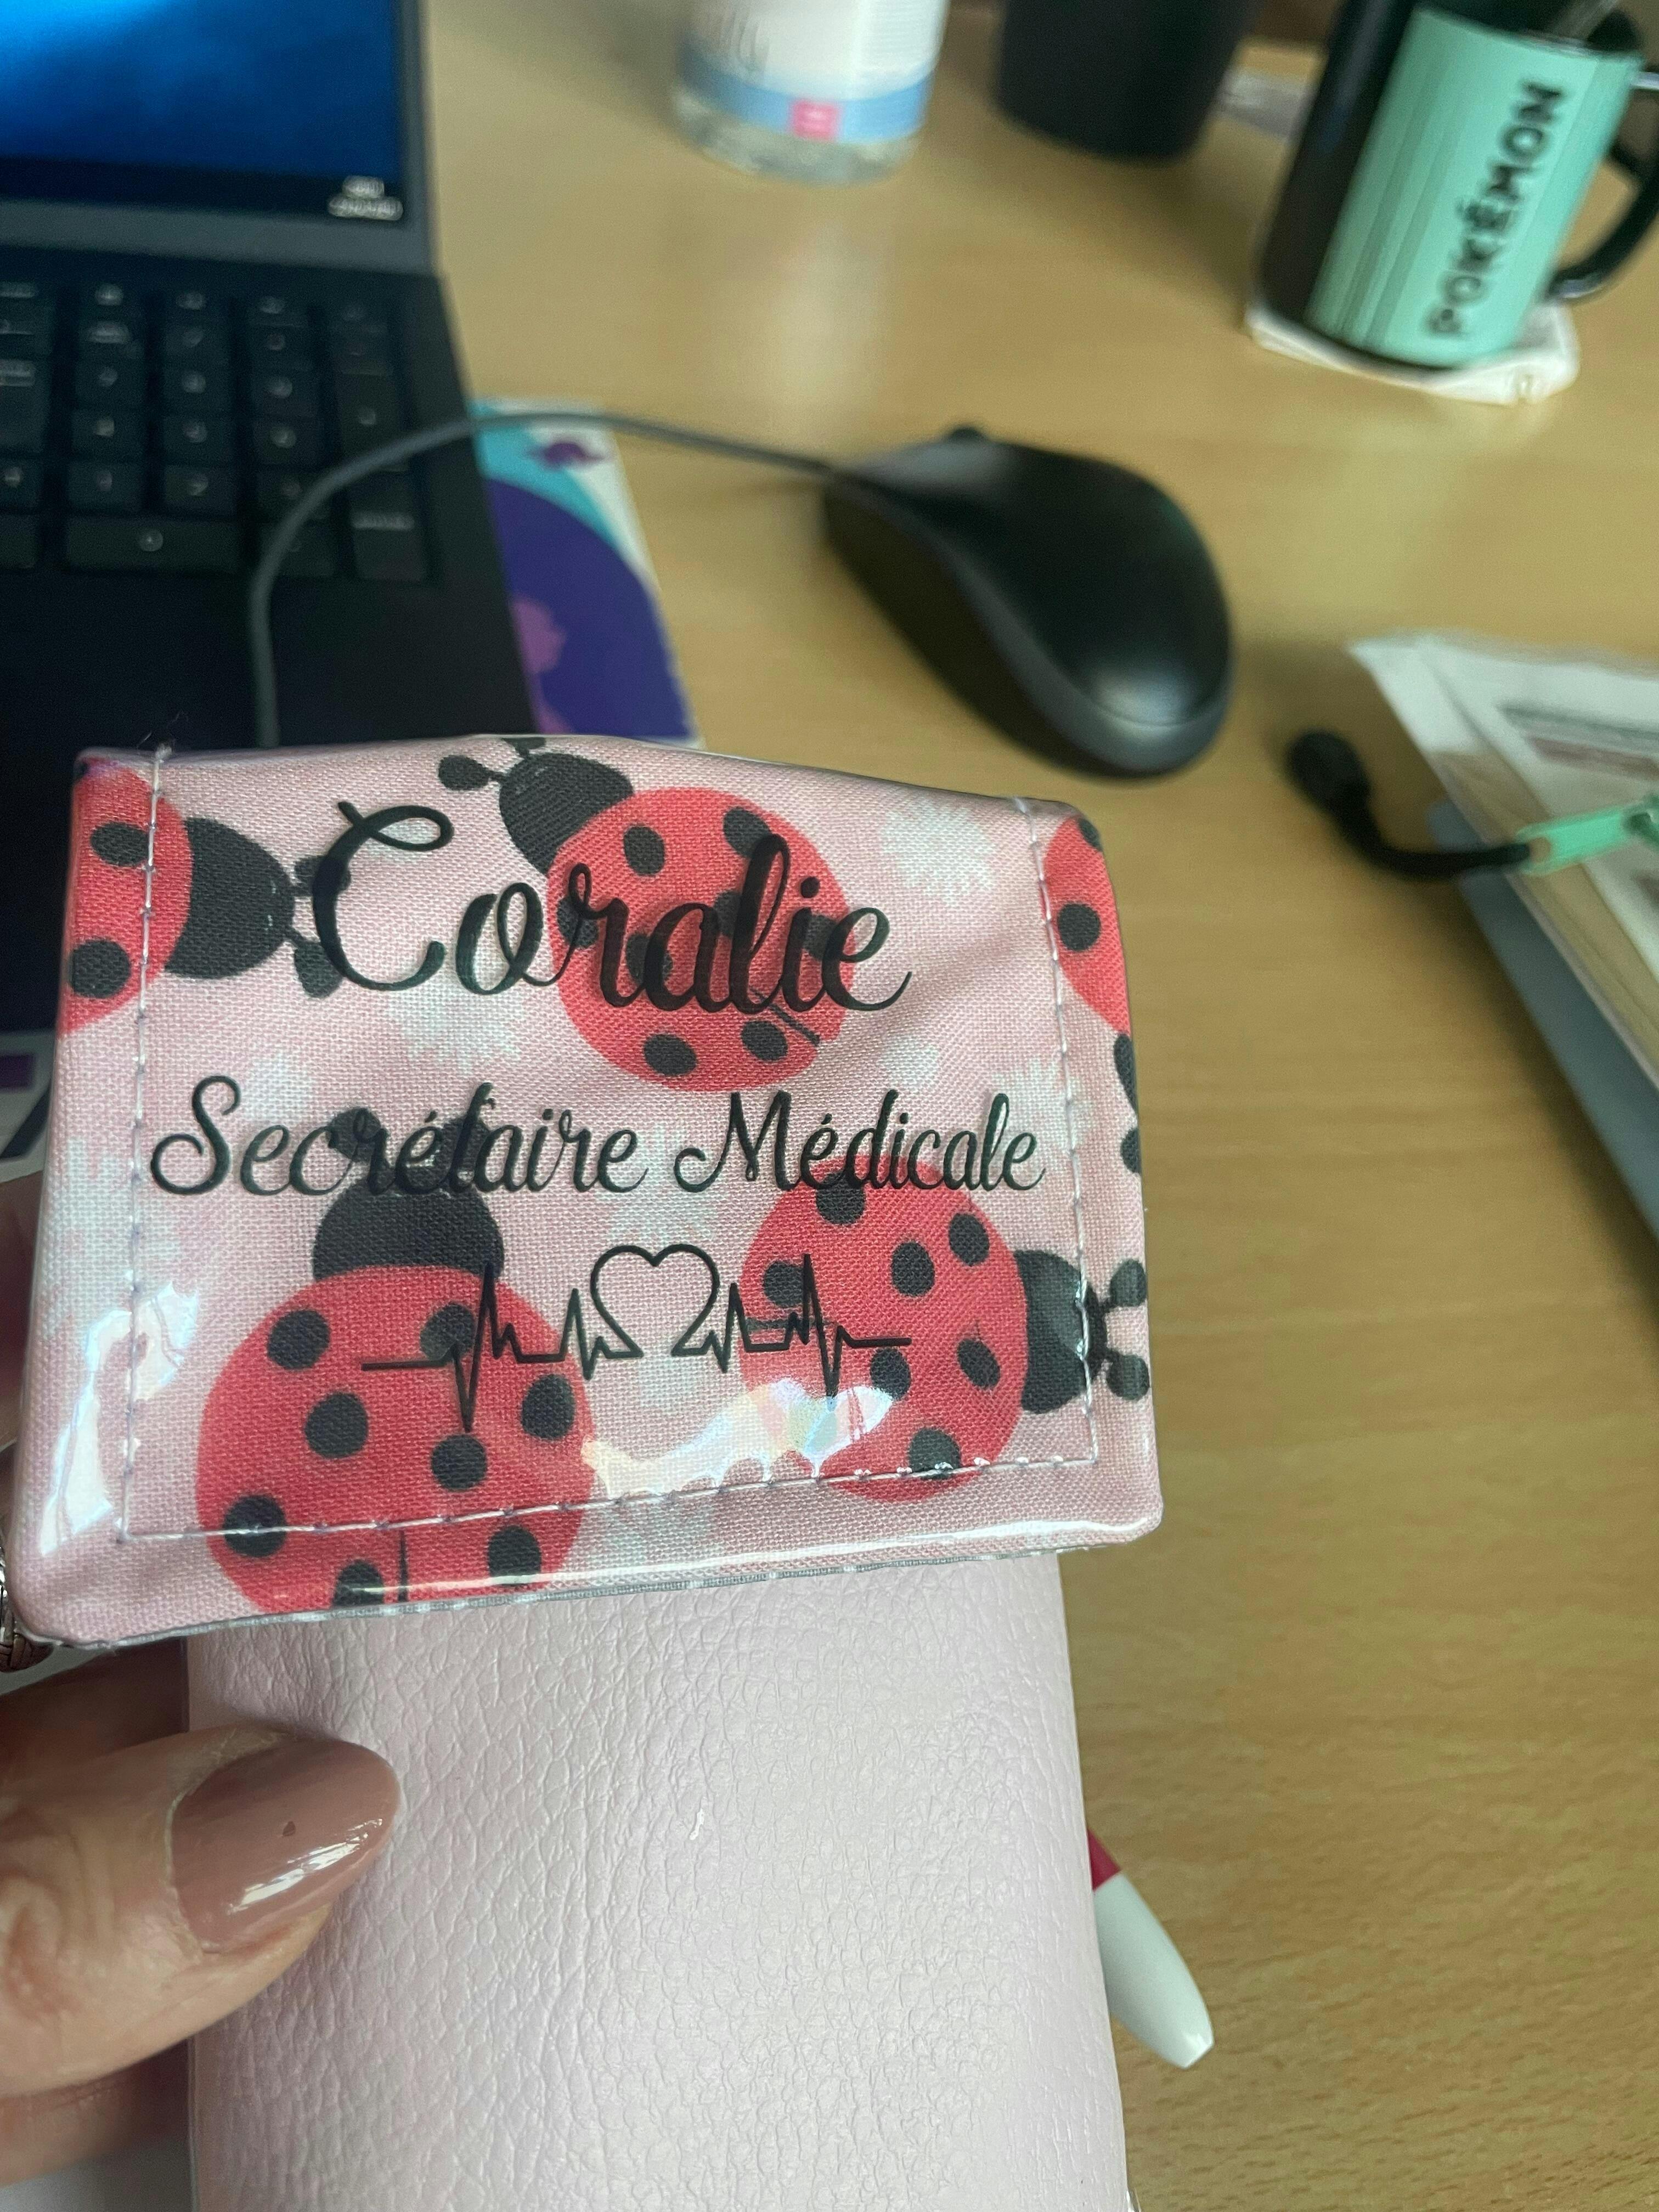 POKÉMON
Coralie
Secrétaire Médicale